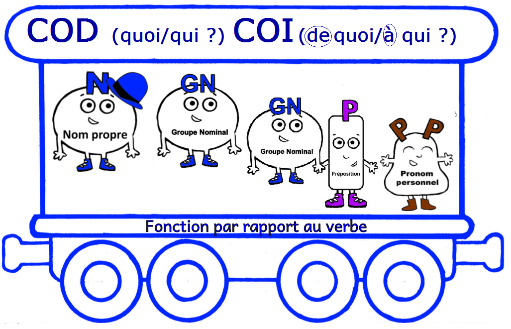 COD (quoi/qui ?) COI (de quoi/à qui ?)
N GN GN P P P
Nom propre
Groupe Nominal
Groupe Nominal
Préposition
Pronom
personnel
Fonction par rapport au verbe